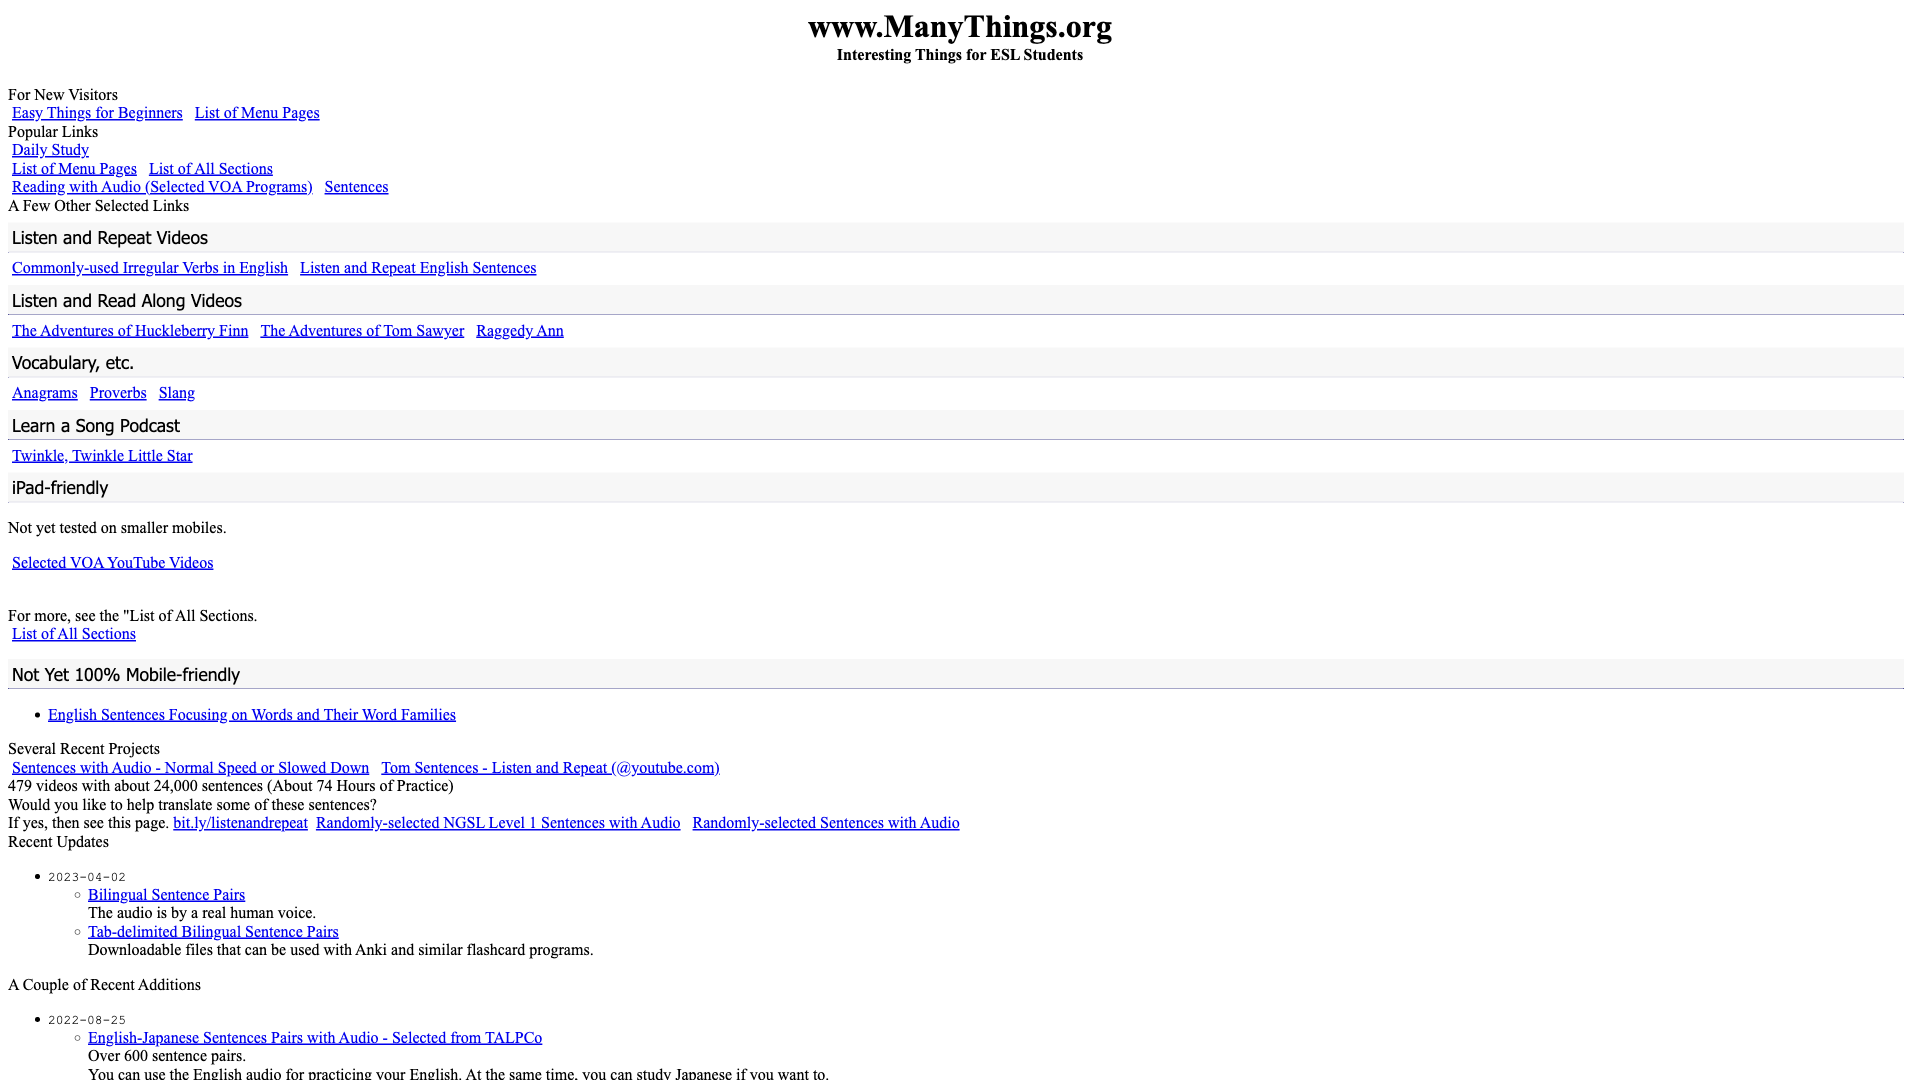 www.ManyThings.org
Interesting Things for ESL Students
For New Visitors
Easy Things for Beginners List of Menu Pages
Popular Links
Daily Study
List of Menu Pages List of All Sections
Reading with Audio (Selected VOA Programs) Sentences
A Few Other Selected Links
Listen and Repeat Videos
Commonly-used Irregular Verbs in English Listen and Repeat English Sentences
Listen and Read Along Videos
The Adventures of Huckleberry Finn The Adventures of Tom Sawyer Raggedy Ann
Vocabulary, etc.
Anagrams Proverbs Slang
Learn a Song Podcast
Twinkle, Twinkle Little Star
iPad-friendly
Not yet tested on smaller mobiles.
Selected VOA YouTube Videos
For more, see the "List of All Sections.
List of All Sections
Not Yet 100% Mobile-friendly
• English Sentences Focusing on Words and Their Word Families
Several Recent Projects
Sentences with Audio - Normal Speed or Slowed Down Tom Sentences - Listen and Repeat (@youtube.com)
479 videos with about 24,000 sentences (About 74 Hours of Practice)
Would you like to help translate some of these sentences?
If yes, then see this page. bit.ly/listenandrepeat Randomly-selected NGSL Level 1 Sentences with Audio Randomly-selected Sentences with Audio
Recent Updates
• 2023-04-02
◦ Bilingual Sentence Pairs
The audio is by a real human voice.
◦ Tab-delimited Bilingual Sentence Pairs
Downloadable files that can be used with Anki and similar flashcard programs.
A Couple of Recent Additions
• 2022-08-25
◦ English-Japanese Sentences Pairs with Audio - Selected from TALPCo
Over 600 sentence pairs.
You can use the English audio for practicing your English. At the same time, you can study Japanese if you want to.